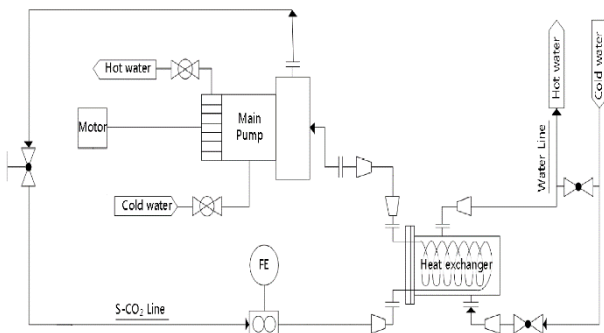 Hot water
Motor
Main
Pump
Cold water
FE
S-CO₂ Line
Heat exchanger
Water Line
Hot water
Cold water